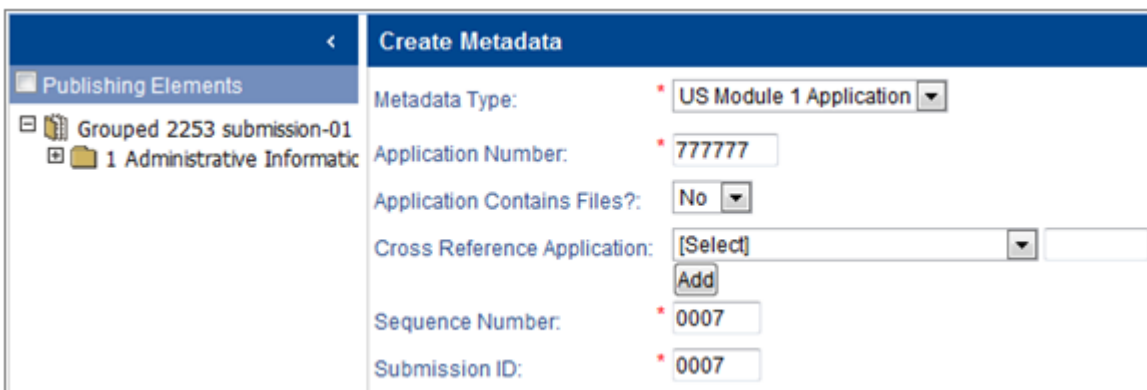 Create Metadata
Publishing Elements
Grouped 2253 submission-01
1 Administrative Informatic
Metadata Type: * US Module 1 Application
Application Number: * 777777
Application Contains Files?: No
Cross Reference Application: [Select]
Add
Sequence Number: * 0007
Submission ID: * 0007